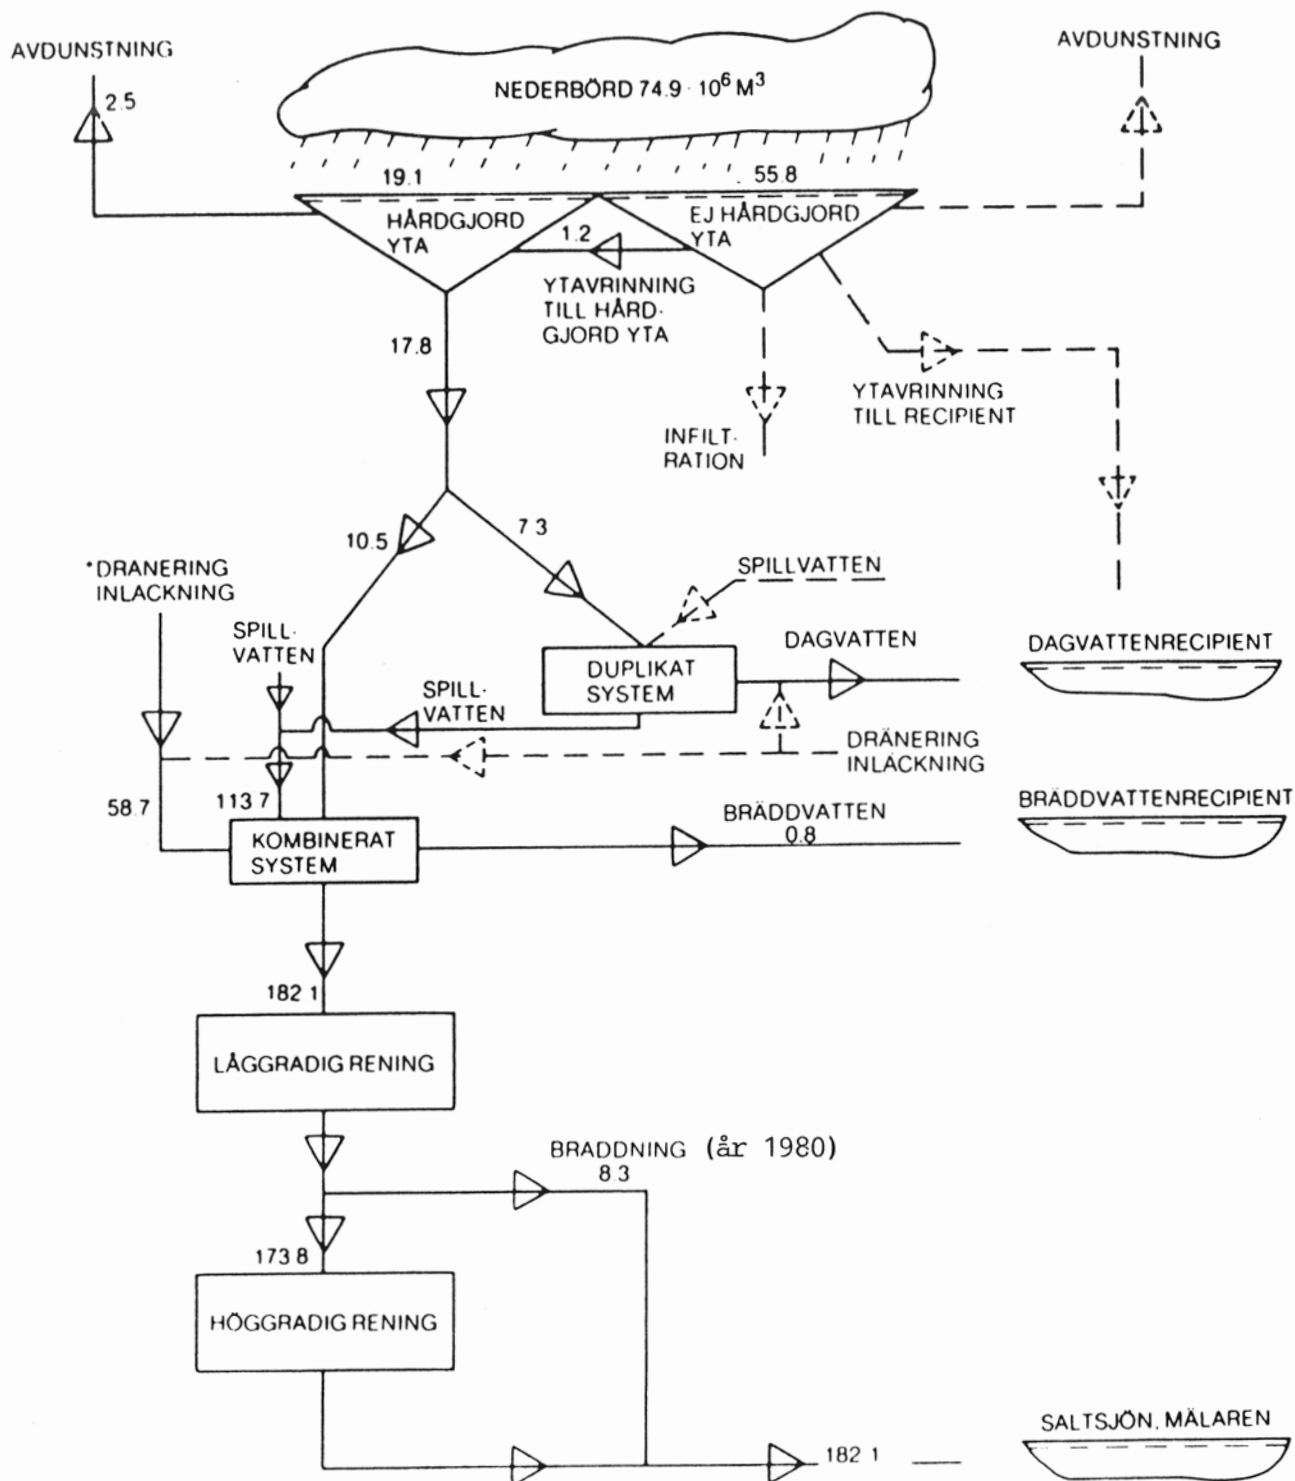 AVDUNSTNING
2.5
NEDERBÖRD 74.9 · 10⁶ M³
AVDUNSTNING
19.1
55.8
HÅRDGJORD
YTA
EJ HÅRDGJORD
YTA
1.2
YTAVRINNING
TILL HÅRD-
GJORD YTA
17.8
YTAVRINNING
TILL RECIPIENT
INFILT-
RATION
10.5
7 3
*DRANERING
INLACKNING
SPILL-
VATTEN
SPILLVATTEN
DUPLIKAT
SYSTEM
DAGVATTEN
DAGVATTENRECIPIENT
SPILL-
VATTEN
DRÄNERING
INLÄCKNING
58.7
113 7
KOMBINERAT
SYSTEM
BRÄDDVATTEN
0.8
BRÄDDVATTENRECIPIENT
182 1
LÅGGRADIG RENING
BRADDNING (år 1980)
8.3
173 8
HÖGGRADIG RENING
182 1
SALTSJÖN, MÄLAREN